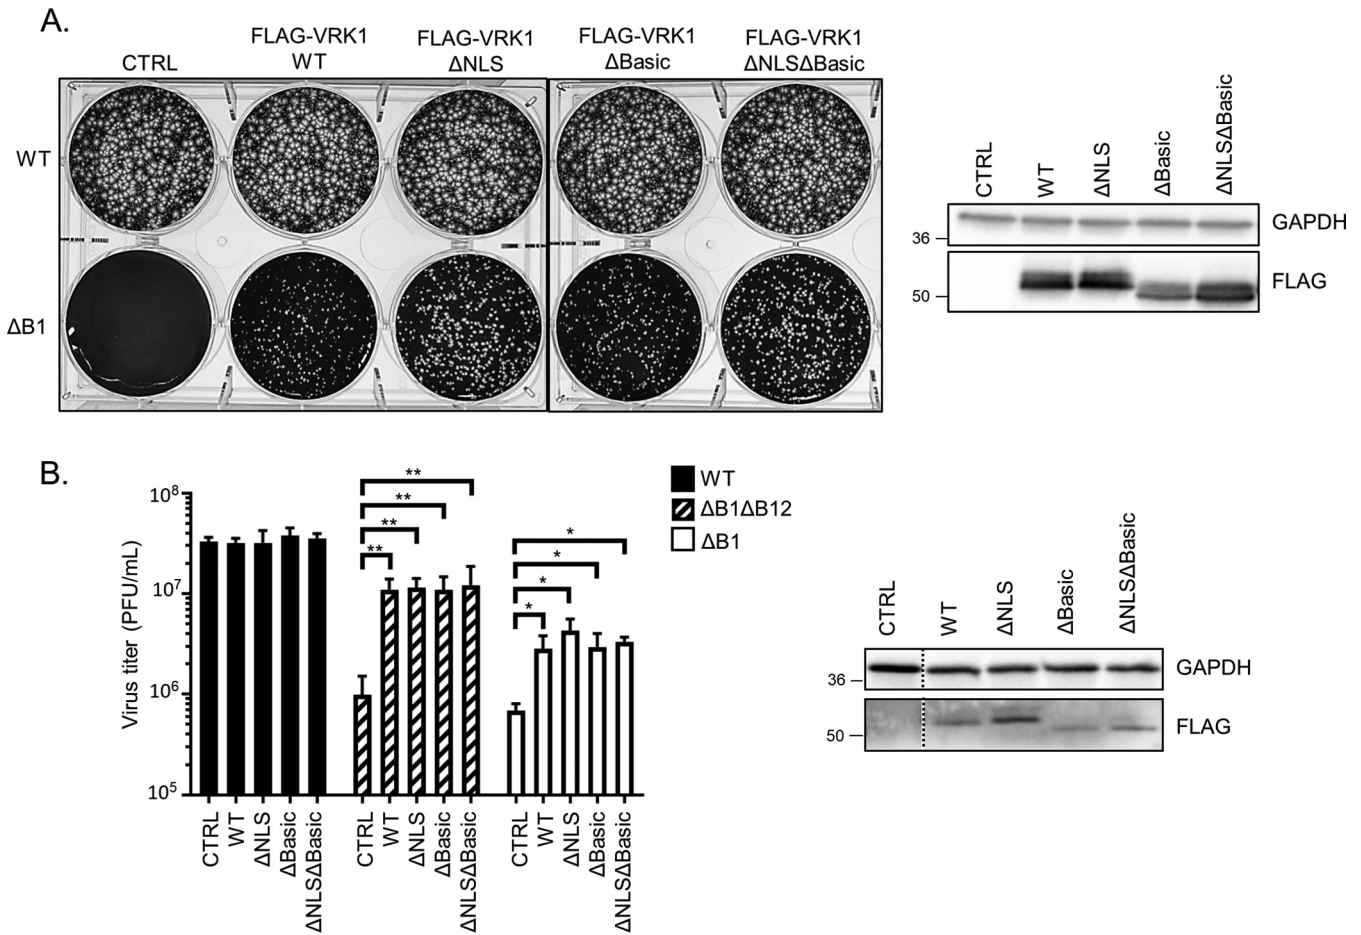 A.
CTRL
FLAG-VRK1
WT
FLAG-VRK1
ΔNLS
FLAG-VRK1
ΔBasic
FLAG-VRK1
ΔNLSΔBasic
WT
ΔB1
CTRL
WT
ΔNLS
ΔBasic
ΔNLSΔBasic
36
GAPDH
50
FLAG
B.
Virus titer (PFU/mL)
10⁸
10⁷
10⁶
10⁵
**
**
**
**
*
*
*
*
WT
ΔB1ΔB12
ΔB1
CTRL
WT
ΔNLS
ΔBasic
ΔNLSΔBasic
CTRL
WT
ΔNLS
ΔBasic
ΔNLSΔBasic
CTRL
WT
ΔNLS
ΔBasic
ΔNLSΔBasic
CTRL
WT
ΔNLS
ΔBasic
ΔNLSΔBasic
36
GAPDH
50
FLAG